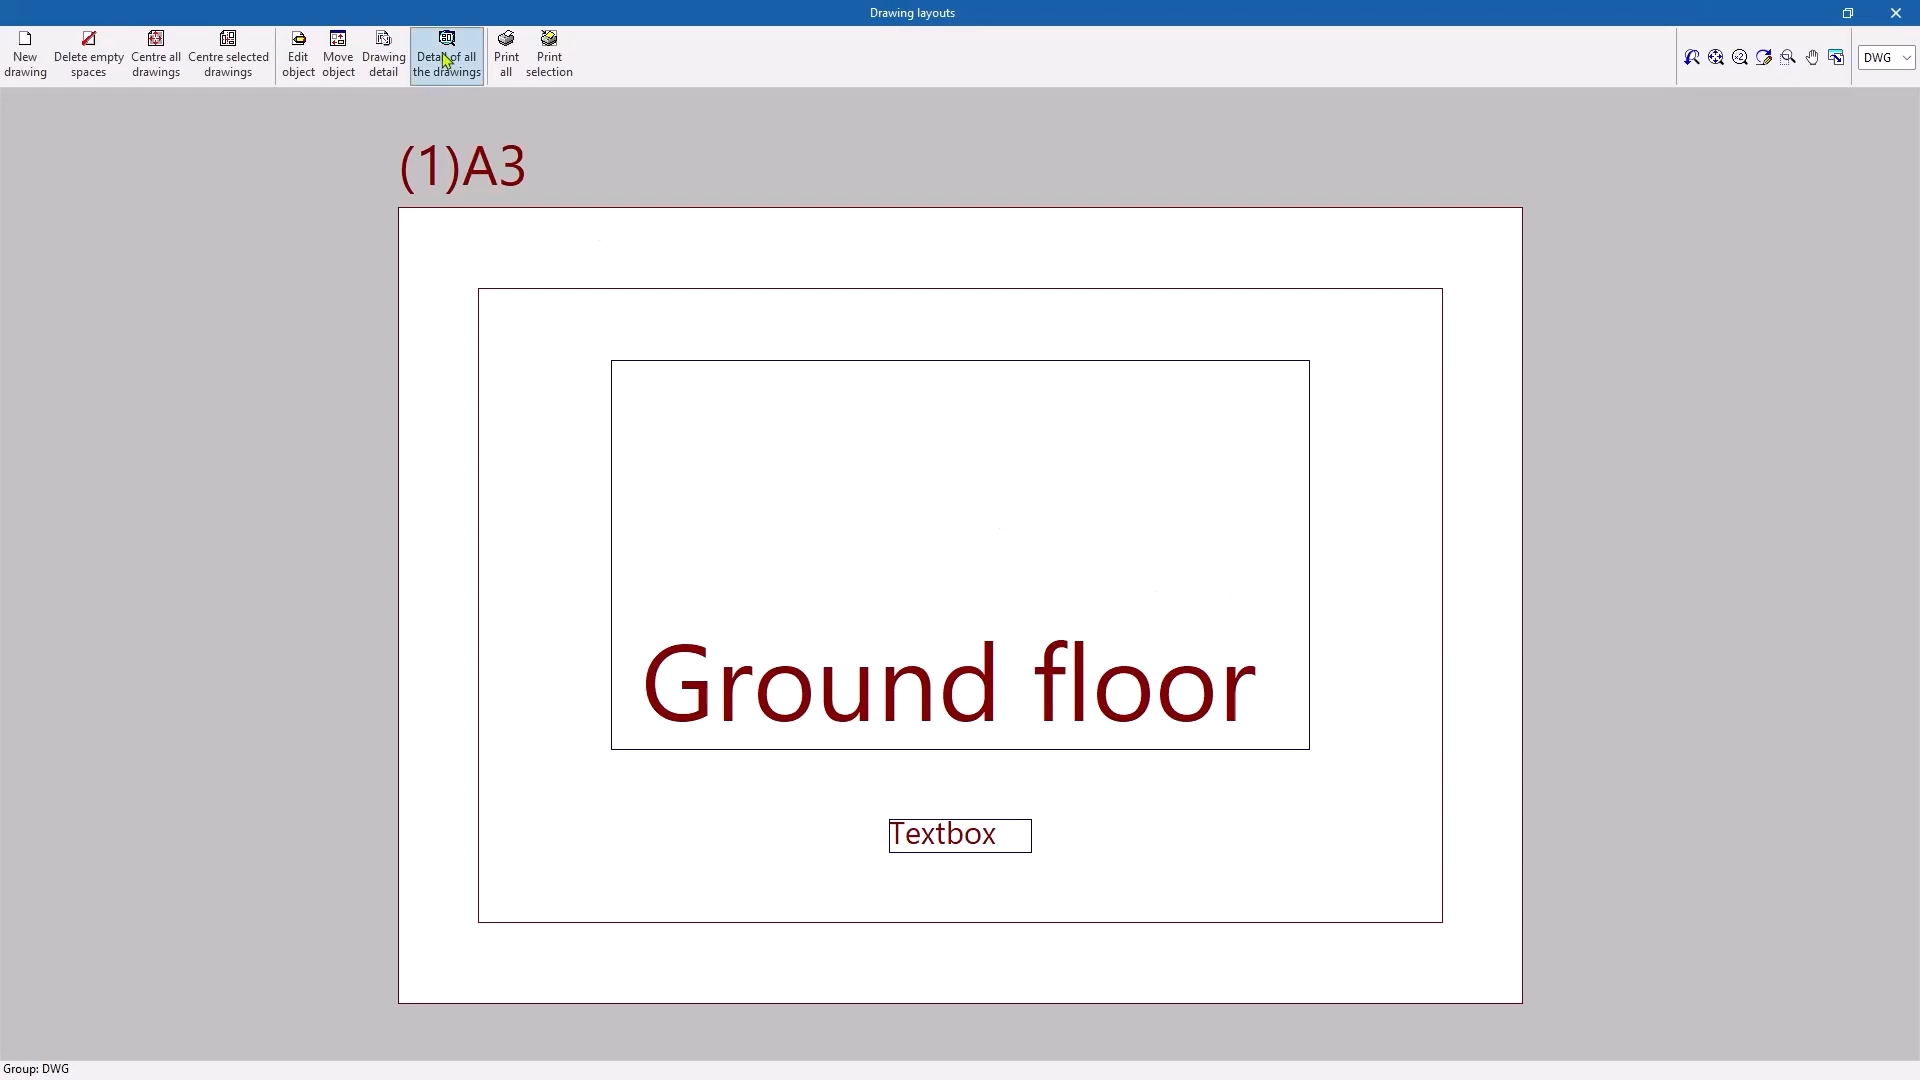 Drawing layouts
New drawing
Delete empty spaces
Centre all drawings
Centre selected drawings
Edit object
Move object
Drawing detail
Detail of all the drawings
Print all
Print selection
DWG
(1)A3
Ground floor
Textbox
Group: DWG